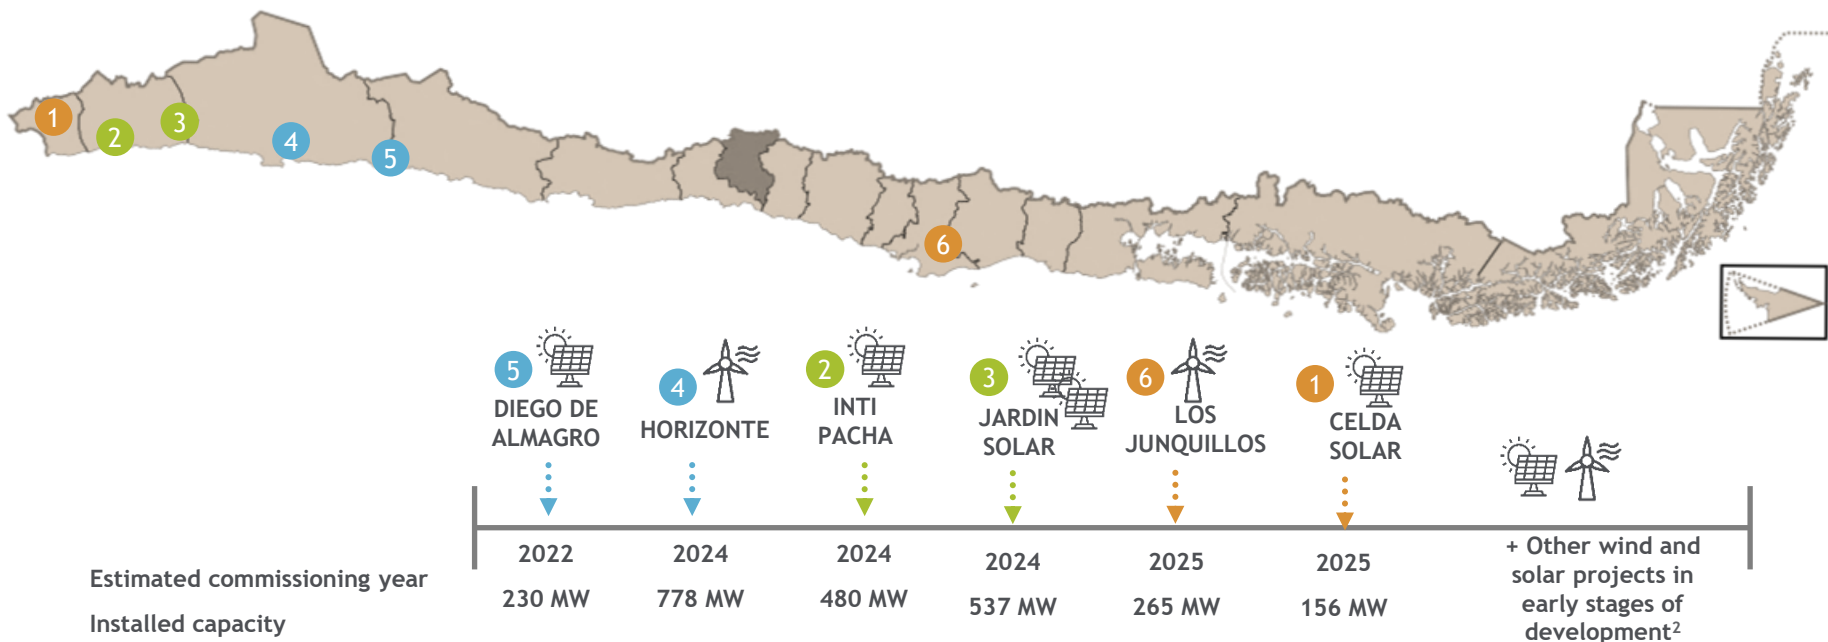 1
2
3
4
5
6
5
DIEGO DE
ALMAGRO
4
HORIZONTE
2
INTI
PACHA
3
JARDIN
SOLAR
6
LOS
JUNQUILLOS
1
CELDA
SOLAR
Estimated commissioning year
2022
2024
2024
2024
2025
2025
Installed capacity
230 MW
778 MW
480 MW
537 MW
265 MW
156 MW
+ Other wind and
solar projects in
early stages of
development²